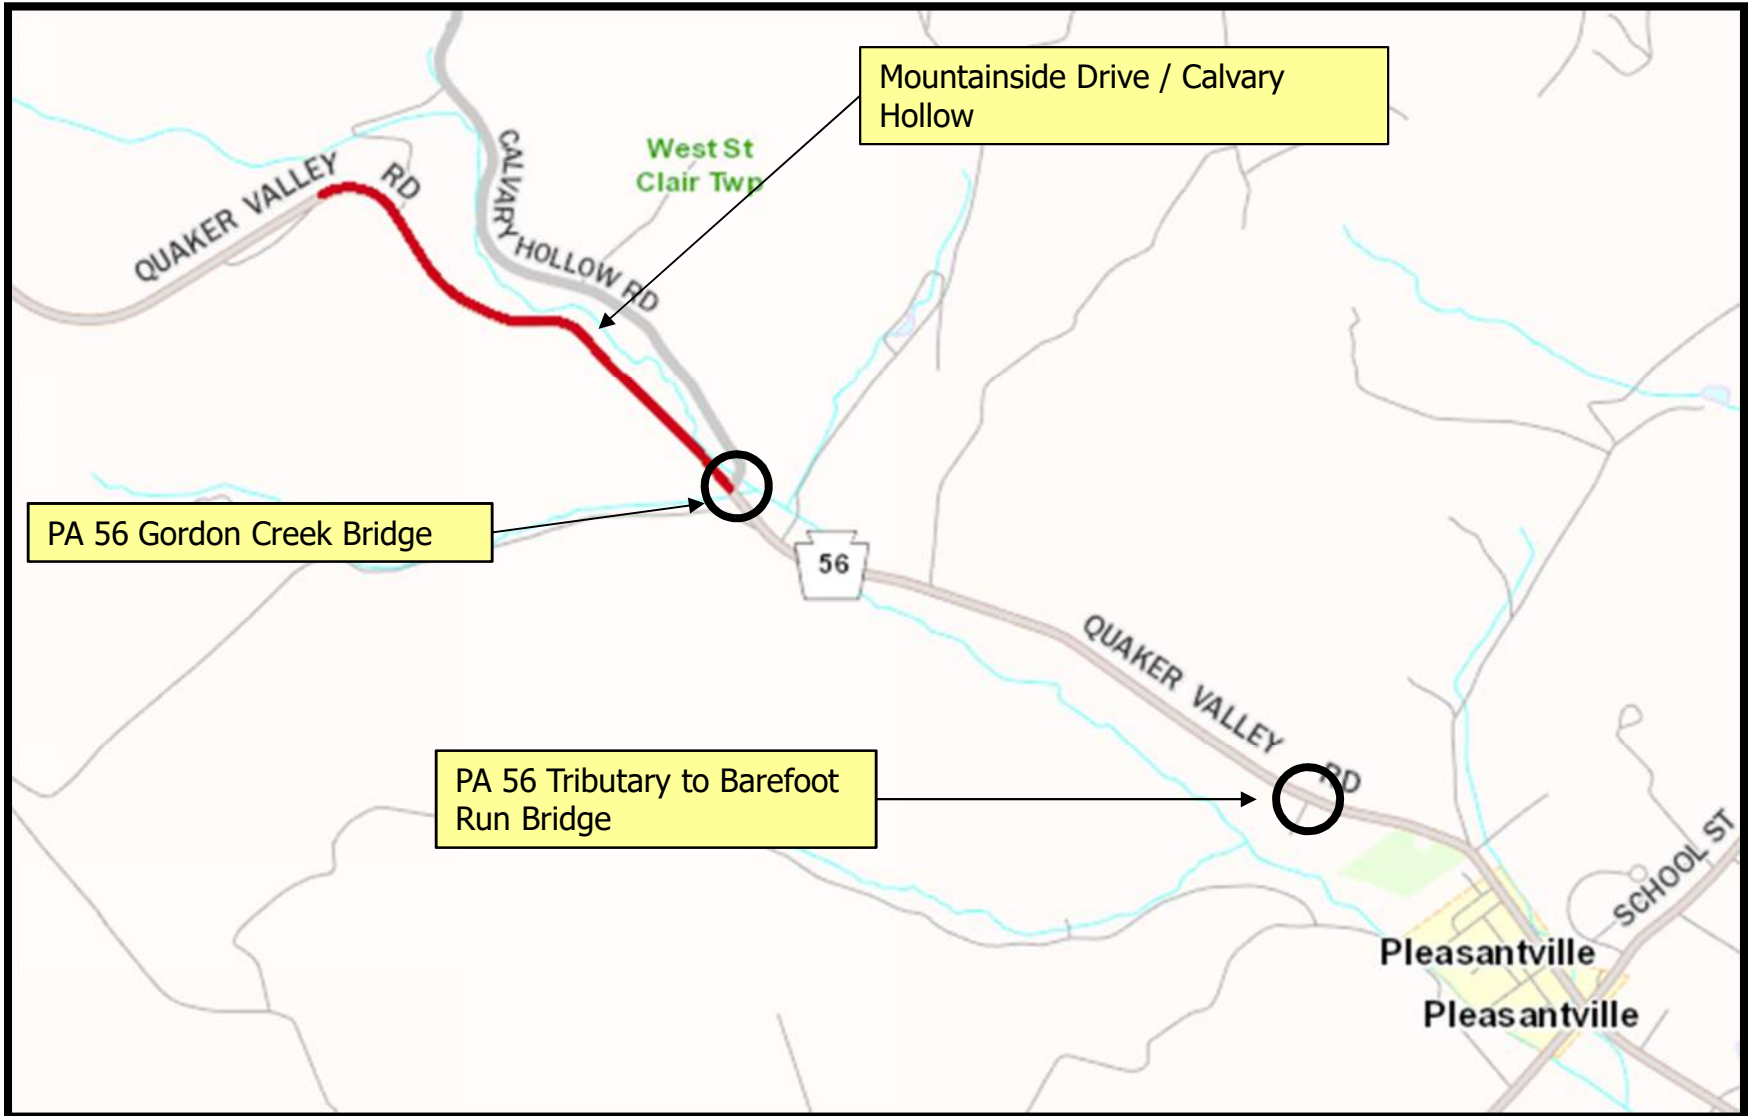 Mountainside Drive / Calvary
Hollow
West St
Clair Twp
CALVARY HOLLOW RD
QUAKER VALLEY RD
PA 56 Gordon Creek Bridge
56
QUAKER VALLEY RD
PA 56 Tributary to Barefoot
Run Bridge
SCHOOL ST
Pleasantville
Pleasantville